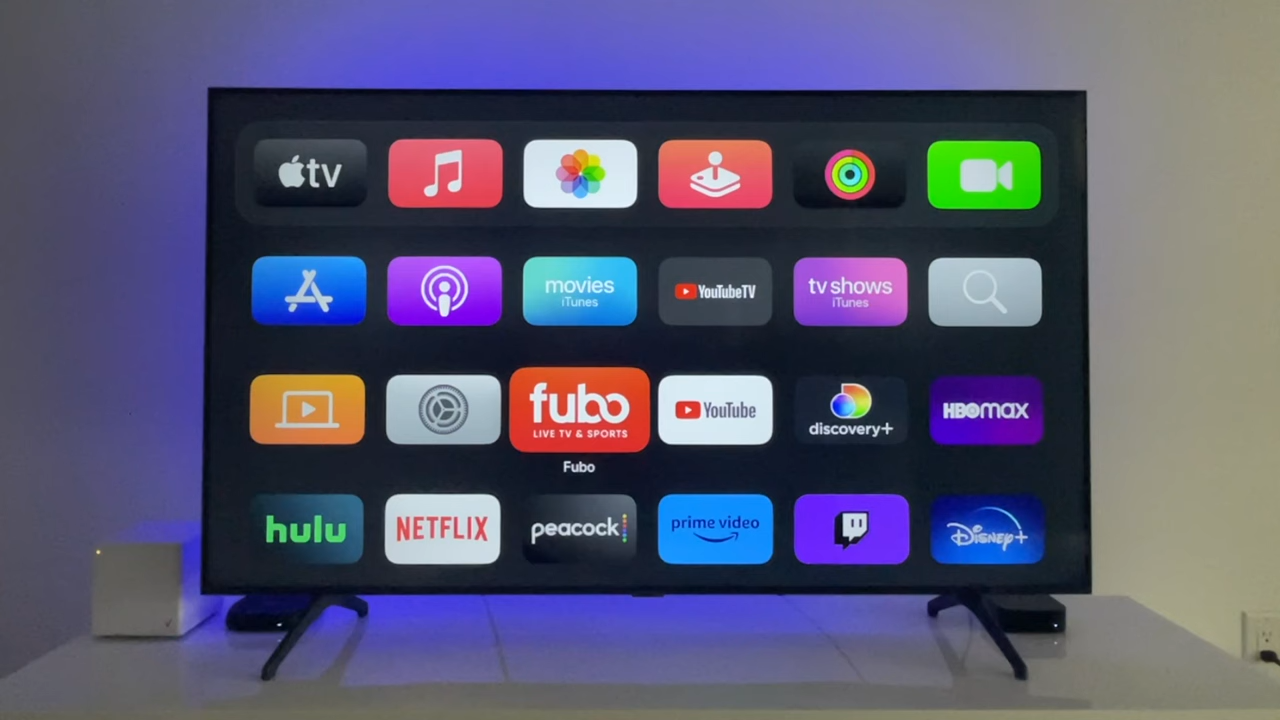 tv
movies
iTunes
YouTubeTV
tv shows
iTunes
fubo
LIVE TV & SPORTS
YouTube
discovery+
HBOMAX
Fubo
hulu
NETFLIX
peacock
prime video
Disney+